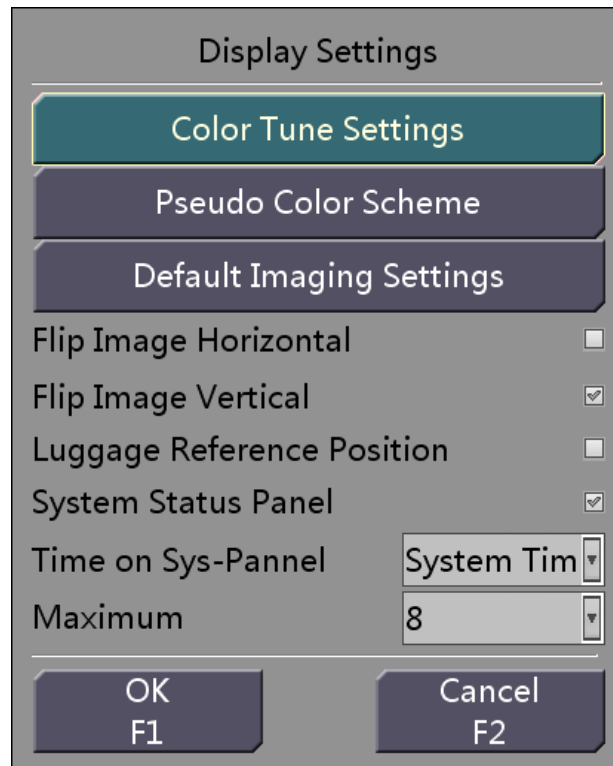 Display Settings
Color Tune Settings
Pseudo Color Scheme
Default Imaging Settings
Flip Image Horizontal
Flip Image Vertical
Luggage Reference Position
System Status Panel
Time on Sys-Pannel System Tim
Maximum 8
OK Cancel
F1 F2